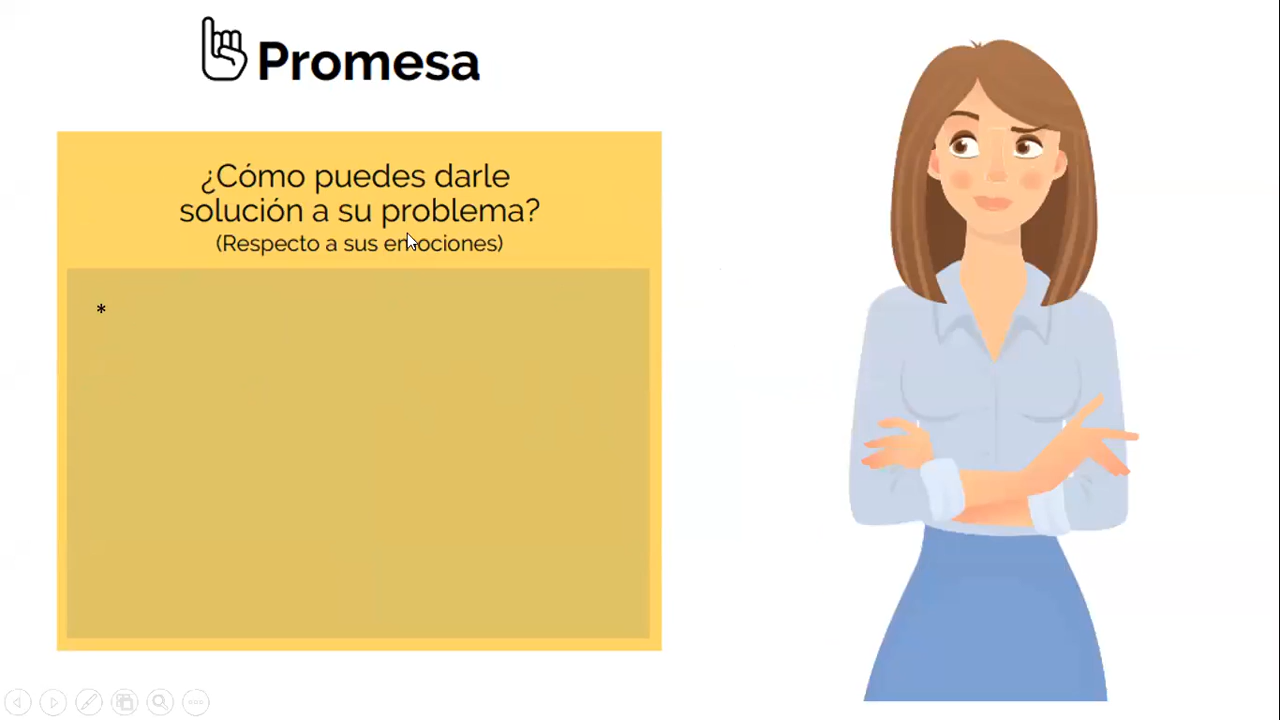 Promesa
¿Cómo puedes darle
solución a su problema?
(Respecto a sus emociones)
*